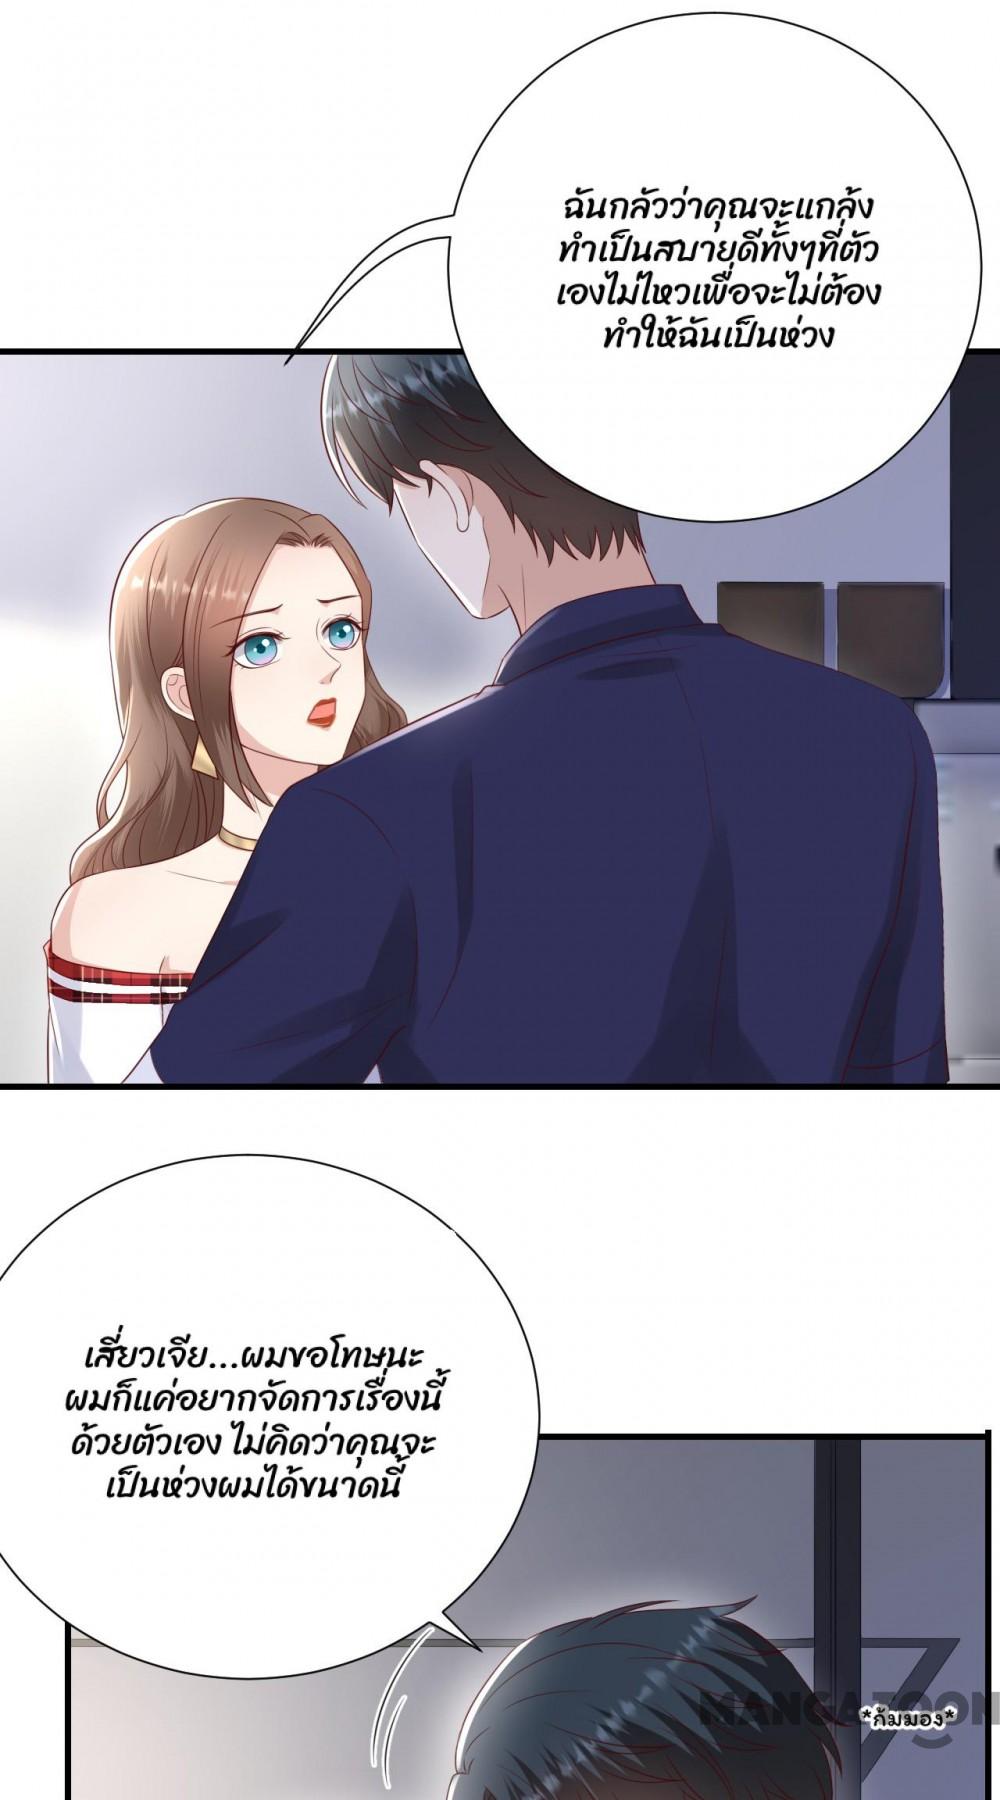 ฉันกลัวว่าคุณจะแกล้ง
ทำเป็นสบายดีทั้งๆที่ตัว
เองไม่ไหวเพื่อจะไม่ต้อง
ทำให้ฉันเป็นห่วง
เสี่ยวเจีย...ผมขอโทษนะ
ผมก็แค่อยากจัดการเรื่องนี้
ด้วยตัวเอง ไม่คิดว่าคุณจะ
เป็นห่วงผมได้ขนาดนี้
MANGATOON
*ก้มมอง*